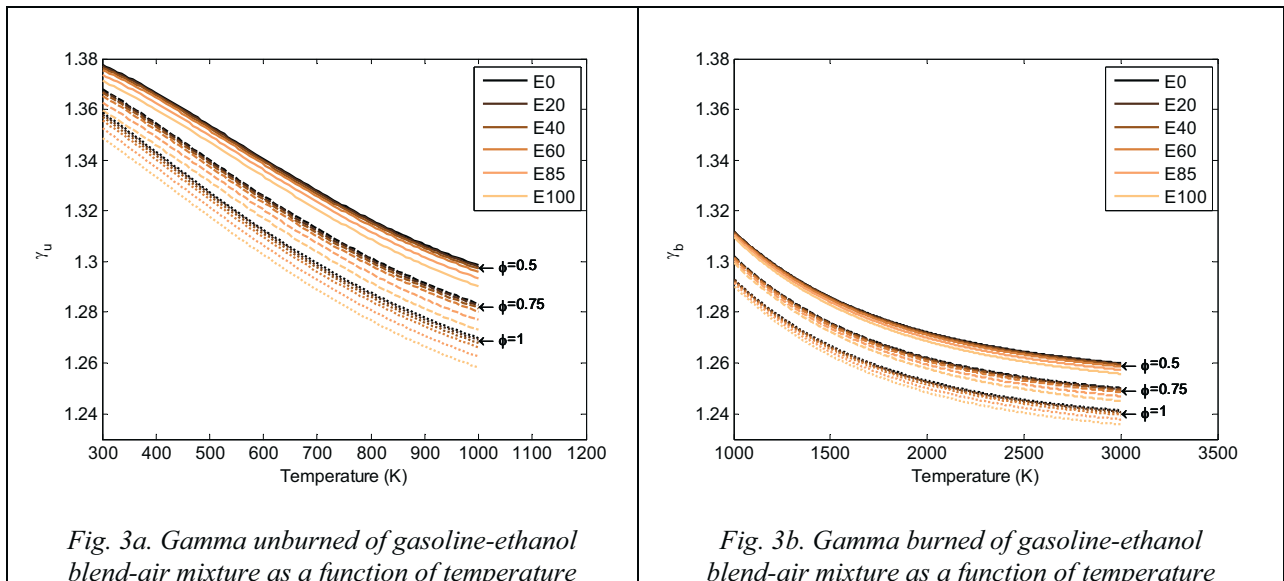 1.38
1.36
1.34
1.32
1.3
1.28
1.26
1.24
γu
E0
E20
E40
E60
E85
E100
ϕ=0.5
ϕ=0.75
ϕ=1
300 400 500 600 700 800 900 1000 1100 1200
Temperature (K)
Fig. 3a. Gamma unburned of gasoline-ethanol
blend-air mixture as a function of temperature
1.38
1.36
1.34
1.32
1.3
1.28
1.26
1.24
γb
E0
E20
E40
E60
E85
E100
ϕ=0.5
ϕ=0.75
ϕ=1
1000 1500 2000 2500 3000 3500
Temperature (K)
Fig. 3b. Gamma burned of gasoline-ethanol
blend-air mixture as a function of temperature